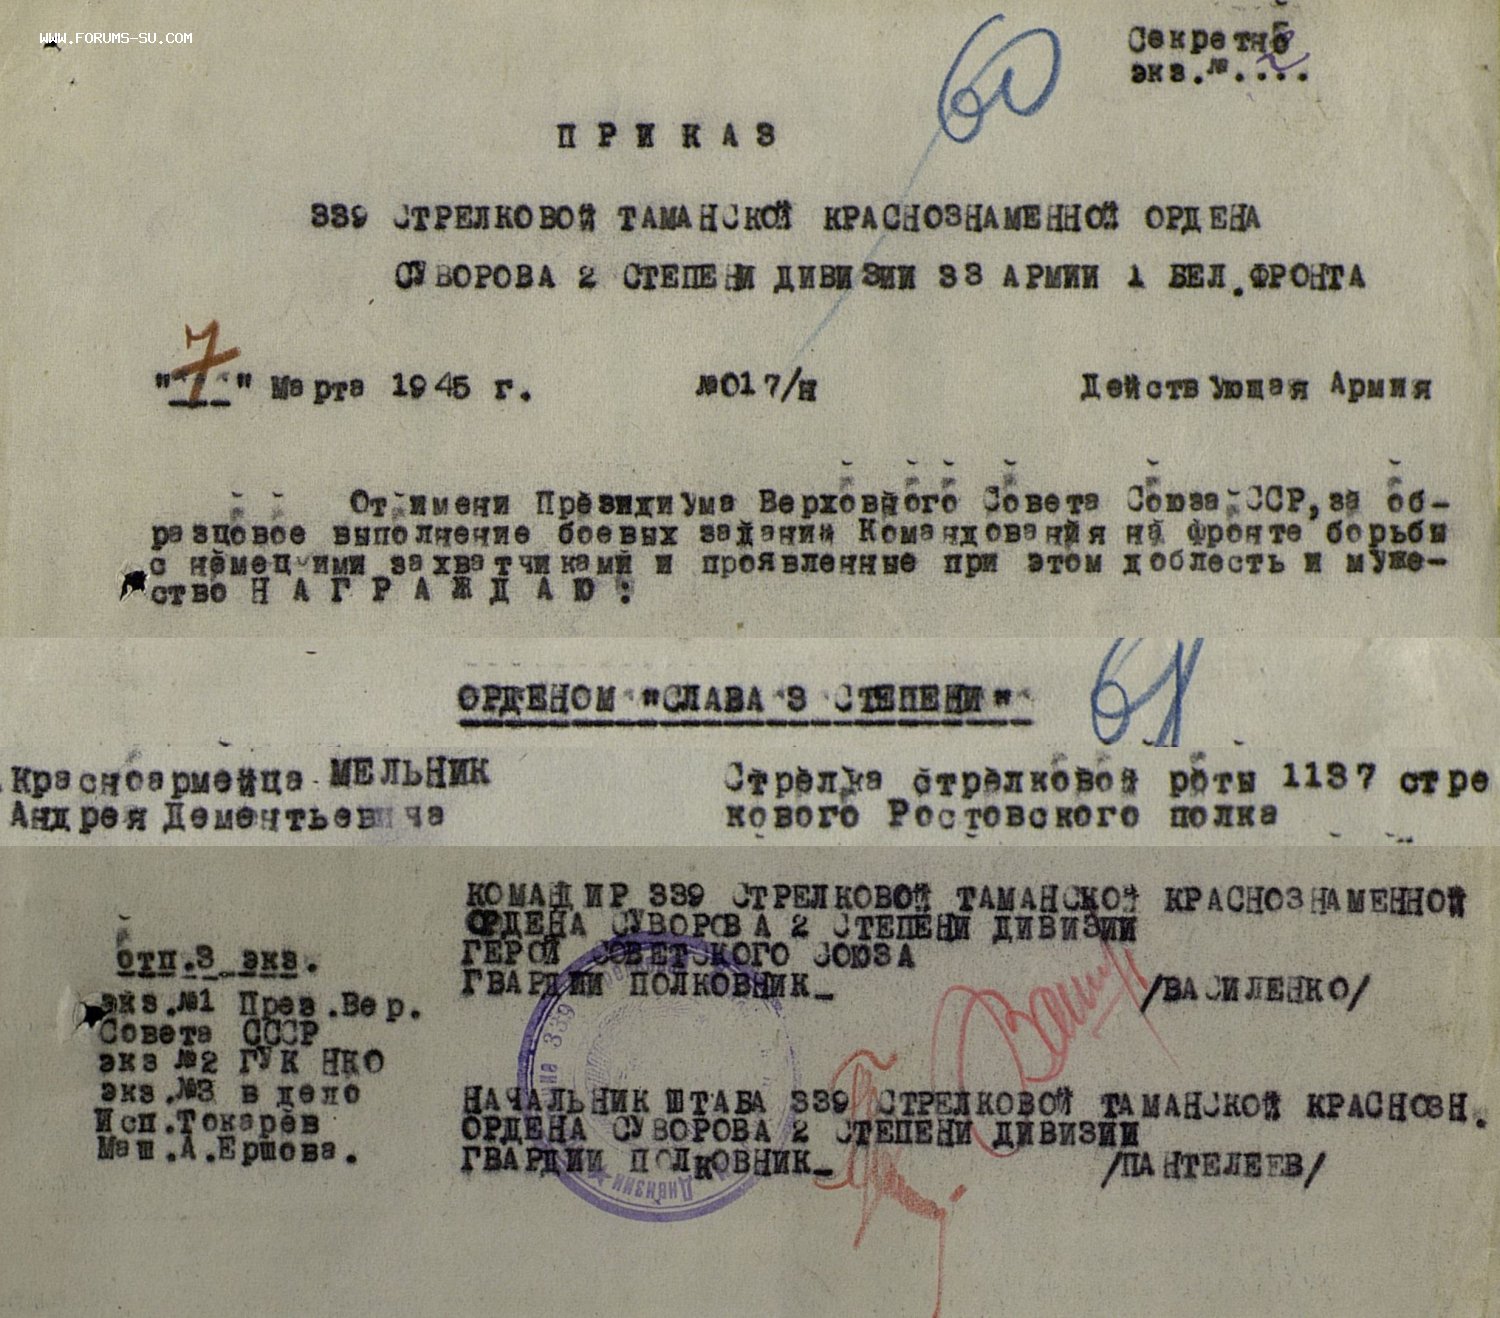 WWW.FORUMS-SU.COM
Секретно
экз.№.2...
60
ПРИКАЗ
339 СТРЕЛКОВОЙ ТАМАНСКОЙ КРАСНОЗНАМЕННОЙ ОРДЕНА
СУВОРОВА 2 СТЕПЕНИ ДИВИЗИИ 33 АРМИИ 1 БЕЛ.ФРОНТА
"7" Марта 1945 г. №017/н Действующая Армия
От имени Президиума Верховного Совета Союза ССР, за об-
разцовое выполнение боевых заданий Командования на фронте борьбы
с немецкими захватчиками и проявленные при этом доблесть и муже-
ство НАГРАЖДАЮ:
ОРДЕНОМ "СЛАВА 3 СТЕПЕНИ"
61
Красноармейца МЕЛЬНИК Стрелка стрелковой роты 1137 стре
Андрея Дементьевича кового Ростовского полка
КОМАНДИР 339 СТРЕЛКОВОЙ ТАМАНСКОЙ КРАСНОЗНАМЕННОЙ
ОРДЕНА СУВОРОВА 2 СТЕПЕНИ ДИВИЗИИ
ГЕРОЙ СОВЕТСКОГО СОЮЗА
ГВАРДИИ ПОЛКОВНИК_ /ВАСИЛЕНКО/
отп.3 экз.
экз.№1 През.Вер.
Совета СССР
экз №2 ГУК НКО
экз.№3 в дело
Исп.Токарев
Маш.А.Ершова.
НАЧАЛЬНИК ШТАБА 339 СТРЕЛКОВОЙ ТАМАНСКОЙ КРАСНОЗН.
ОРДЕНА СУВОРОВА 2 СТЕПЕНИ ДИВИЗИИ
ГВАРДИИ ПОЛКОВНИК_ /ПАНТЕЛЕЕВ/
339
Дивизии